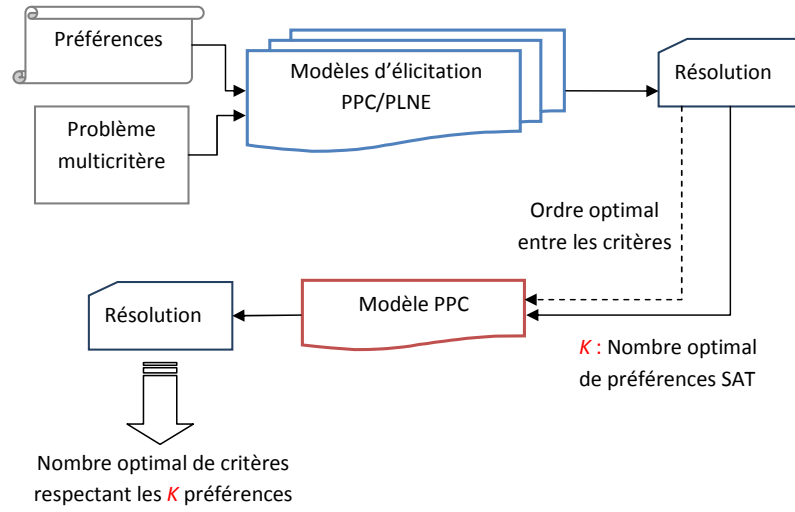 Préférences
Modèles d'élicitation
PPC/PLNE
Résolution
Problème
multicritère
Ordre optimal
entre les critères
Modèle PPC
Résolution
K : Nombre optimal
de préférences SAT
Nombre optimal de critères
respectant les K préférences